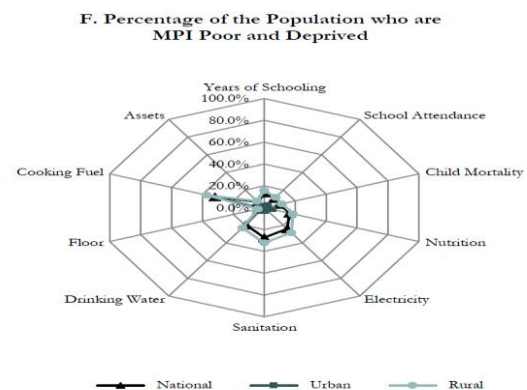 F. Percentage of the Population who are
MPI Poor and Deprived
Years of Schooling
100.0%
80.0%
60.0%
40.0%
20.0%
0.0%
School Attendance
Child Mortality
Nutrition
Electricity
Sanitation
Drinking Water
Floor
Cooking Fuel
Assets
National Urban Rural